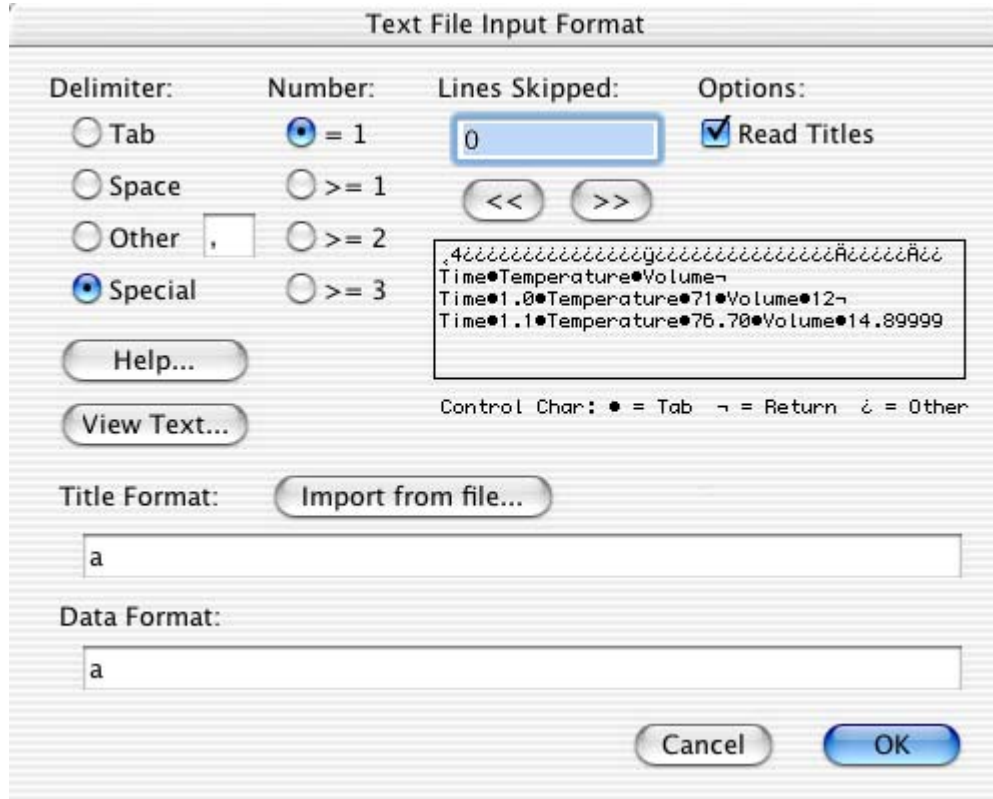 Text File Input Format
Delimiter: Number: Lines Skipped: Options:
Tab = 1 0 Read Titles
Space >= 1 << >>
Other , >= 2
Special >= 3
¸4¿¿¿¿¿¿¿¿¿¿¿¿¿¿¿ÿ¿¿¿¿¿¿¿¿¿¿¿¿¿¿¿Ä¿¿¿¿¿Ä¿¿
Time●Temperature●Volume¬
Time●1.0●Temperature●71●Volume●12¬
Time●1.1●Temperature●76.70●Volume●14.89999
Help...
View Text...
Control Char: ● = Tab ¬ = Return ¿ = Other
Title Format: Import from file...
a
Data Format:
a
Cancel OK